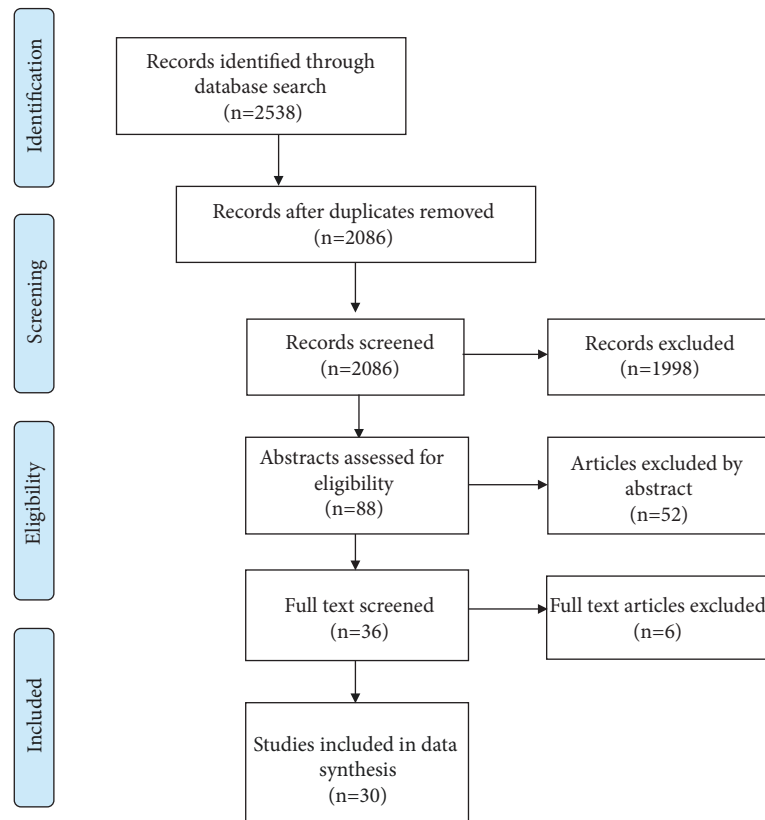 Identification
Records identified through
database search
(n=2538)
Records after duplicates removed
(n=2086)
Screening
Records screened
(n=2086)
Records excluded
(n=1998)
Eligibility
Abstracts assessed for
eligibility
(n=88)
Articles excluded by
abstract
(n=52)
Full text screened
(n=36)
Full text articles excluded
(n=6)
Included
Studies included in data
synthesis
(n=30)